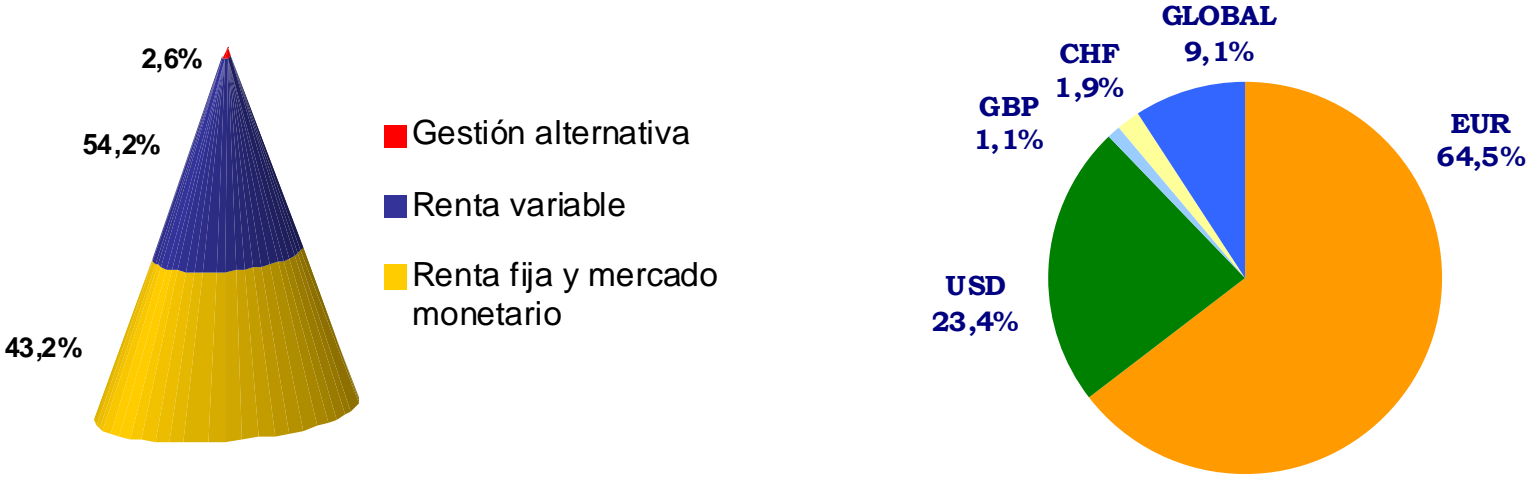 2,6%
54,2%
43,2%
Gestión alternativa
Renta variable
Renta fija y mercado
monetario
GLOBAL
9,1%
CHF
1,9%
GBP
1,1%
EUR
64,5%
USD
23,4%